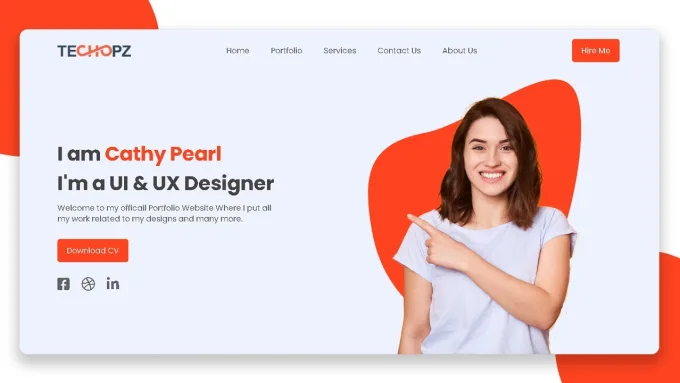 TECHOPZ
Home Portfolio Services Contact Us About Us
Hire Me
I am Cathy Pearl
I'm a UI & UX Designer
Welcome to my officail Portfolio Website Where I put all
my work related to my designs and many more.
Download CV